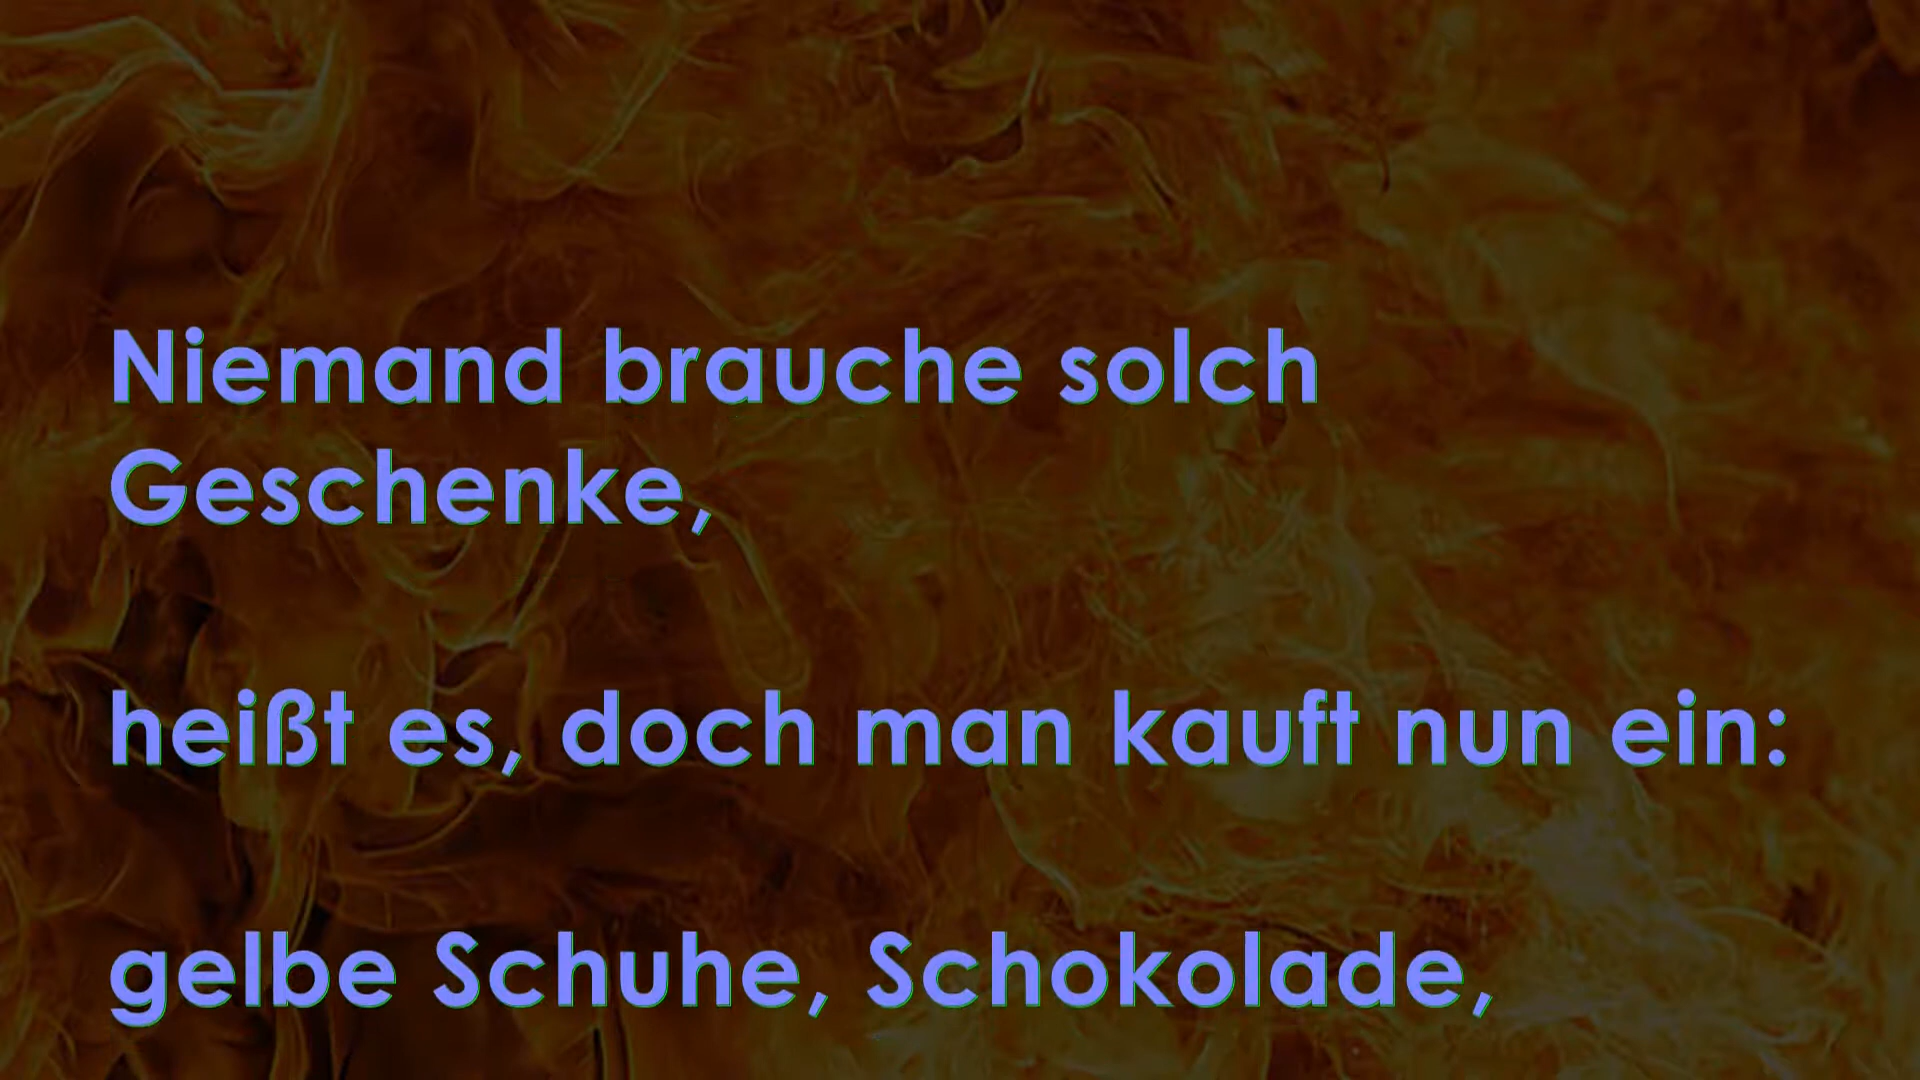 Niemand brauche solch
Geschenke,
heißt es, doch man kauft nun ein:
gelbe Schuhe, Schokolade,